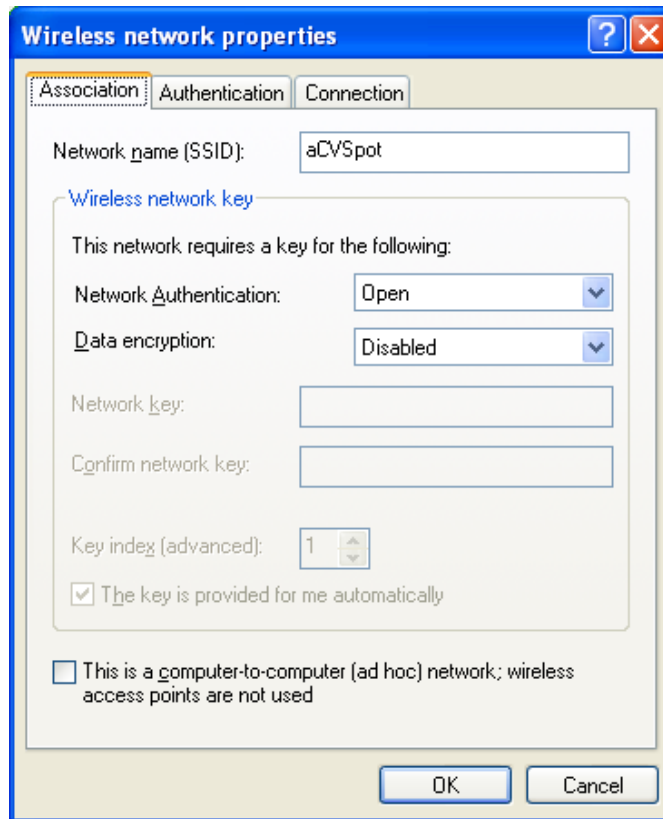 Wireless network properties
?
Association Authentication Connection
Network name (SSID): aCVSpot
Wireless network key
This network requires a key for the following:
Network Authentication: Open
Data encryption: Disabled
Network key:
Confirm network key:
Key index (advanced): 1
The key is provided for me automatically
This is a computer-to-computer (ad hoc) network; wireless
access points are not used
OK Cancel